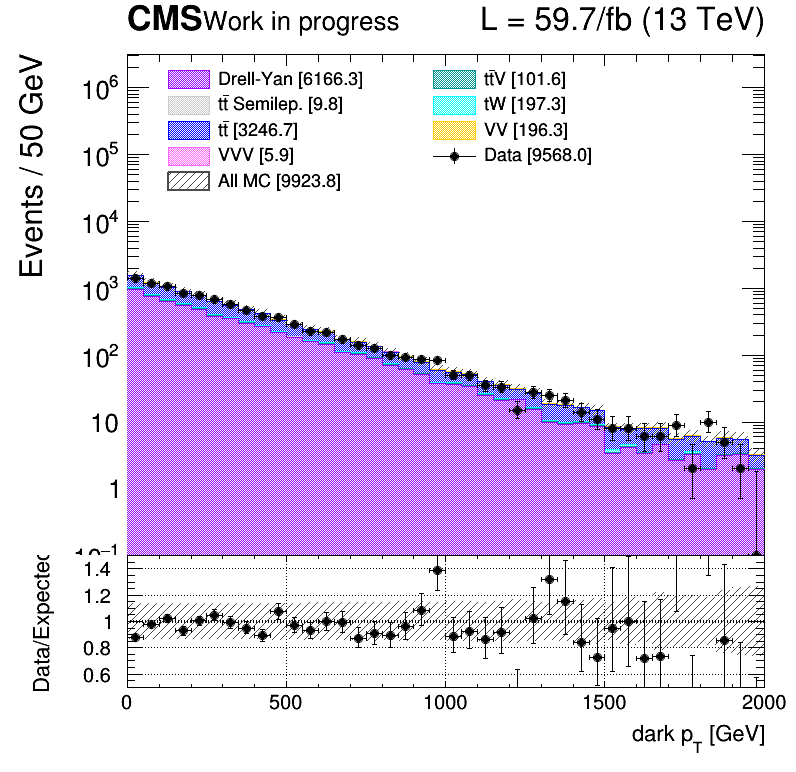 CMS Work in progress L = 59.7/fb (13 TeV)
Events / 50 GeV
Drell-Yan [6166.3]
tt̄ Semilep. [9.8]
tt̄ [3246.7]
VVV [5.9]
All MC [9923.8]
tt̄V [101.6]
tW [197.3]
VV [196.3]
Data [9568.0]
10⁶
10⁵
10⁴
10³
10²
10
1
10⁻¹
Data/Expected
1.4
1.2
1
0.8
0.6
0 500 1000 1500 2000
dark p_T [GeV]